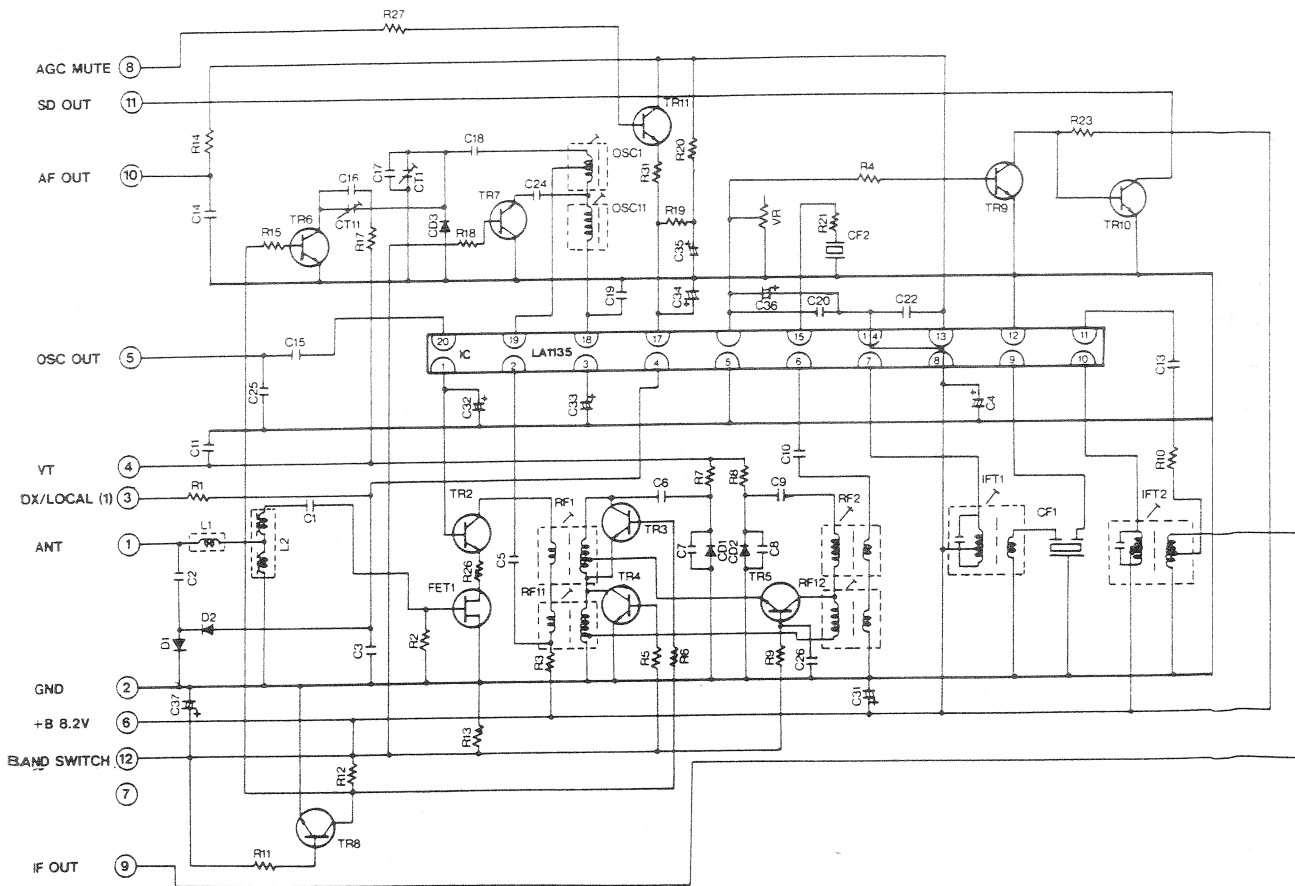 R27
AGC MUTE 8
SD OUT 11
TR11
R23
R14
C18
OSC1
R20
C17
CT1
R31
R4
AF OUT 10
C16
TR7
C24
TR9
TR6
CT11
OSC11
VR
R21
CF2
TR10
C14
R15
R17
CD3
R18
R19
C35
C19
C34
C36
C20
C22
20 19 18 17 15 14 13 12 11
OSC OUT 5
C15
IC LA1135
1 2 3 4 5 6 7 8 9 10
C13
C25
C32
C33
C4
C11
VT 4
C10
R10
DX/LOCAL (1) 3
R1
R7
R8
C6
C9
IFT1
IFT2
L1
C1
TR2
RF1
TR3
RF2
CF1
ANT 1
L2
C7
CD1
CD2
C8
C2
R26
C5
TR4
TR5
RF12
FET1
RF11
D2
D1
C3
R2
R3
R5
R6
R9
C26
GND 2
C37
C31
+B 8.2V 6
R13
BAND SWITCH 12
R12
7
TR8
R11
IF OUT 9